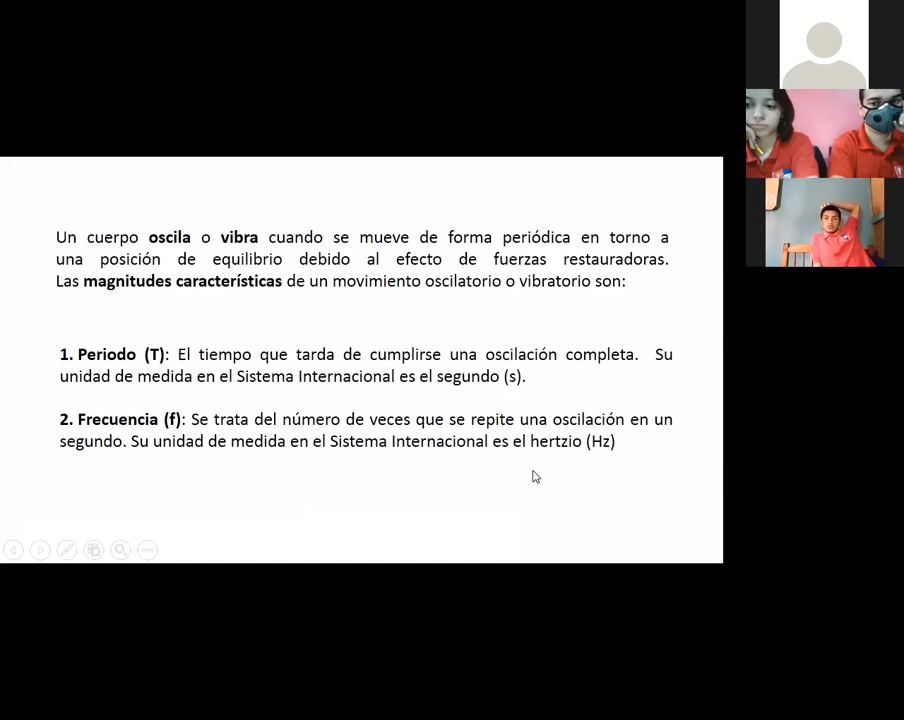 Un cuerpo oscila o vibra cuando se mueve de forma periódica en torno a
una posición de equilibrio debido al efecto de fuerzas restauradoras.
Las magnitudes características de un movimiento oscilatorio o vibratorio son:
1. Periodo (T): El tiempo que tarda de cumplirse una oscilación completa. Su
unidad de medida en el Sistema Internacional es el segundo (s).
2. Frecuencia (f): Se trata del número de veces que se repite una oscilación en un
segundo. Su unidad de medida en el Sistema Internacional es el hertzio (Hz)